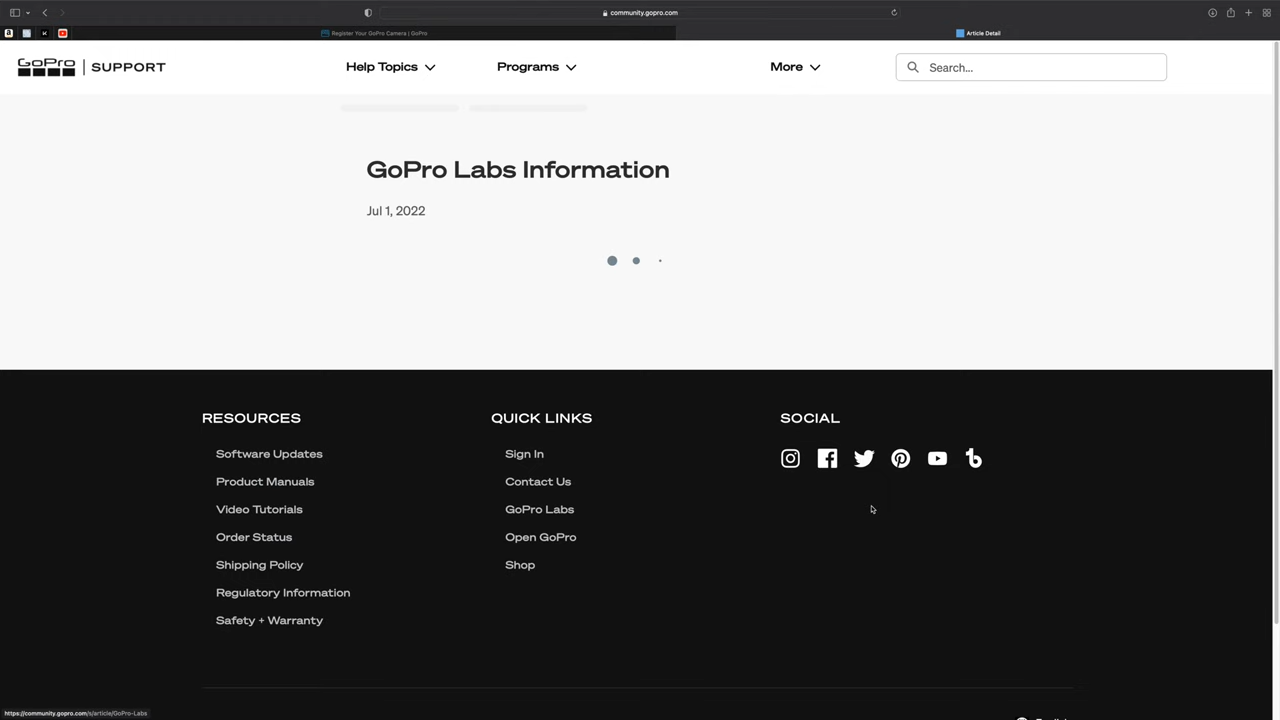 community.gopro.com
Register Your GoPro Camera | GoPro
Article Detail
GoPro | SUPPORT
Help Topics
Programs
More
Search...
GoPro Labs Information
Jul 1, 2022
RESOURCES
Software Updates
Product Manuals
Video Tutorials
Order Status
Shipping Policy
Regulatory Information
Safety + Warranty
QUICK LINKS
Sign In
Contact Us
GoPro Labs
Open GoPro
Shop
SOCIAL
https://community.gopro.com/s/article/GoPro-Labs